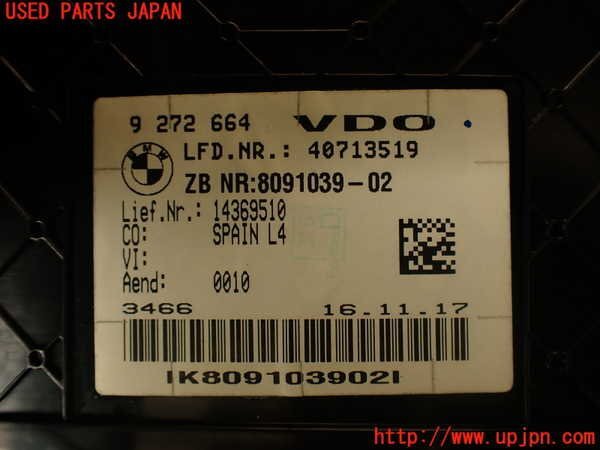 USED PARTS JAPAN
9 272 664 VDO
BMW
LFD.NR.: 40713519
ZB NR:8091039-02
Lief.Nr.: 14369510
CO: SPAIN L4
VI:
Aend: 0010
3466 16.11.17
IK809103902I
© www.upjpn.com